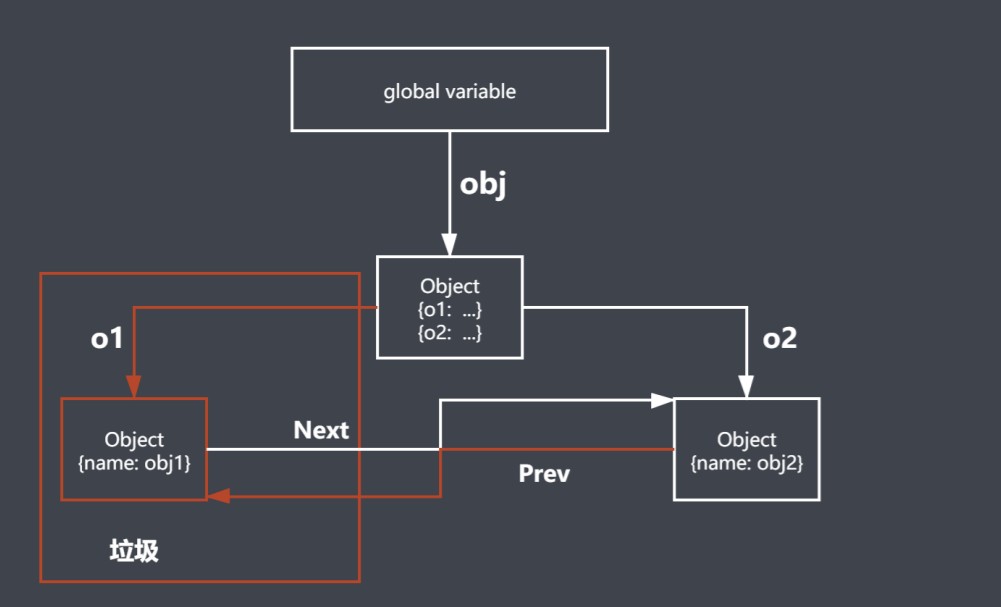 global variable
obj
Object
{o1:  ...}
{o2:  ...}
o1
o2
Object
{name: obj1}
Next
Prev
Object
{name: obj2}
垃圾